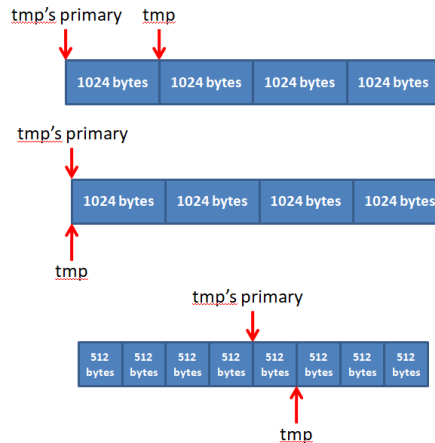 tmp's primary tmp
1024 bytes 1024 bytes 1024 bytes 1024 bytes
tmp's primary
1024 bytes 1024 bytes 1024 bytes 1024 bytes
tmp
tmp's primary
512 512 512 512 512 512 512 512
bytes bytes bytes bytes bytes bytes bytes bytes
tmp